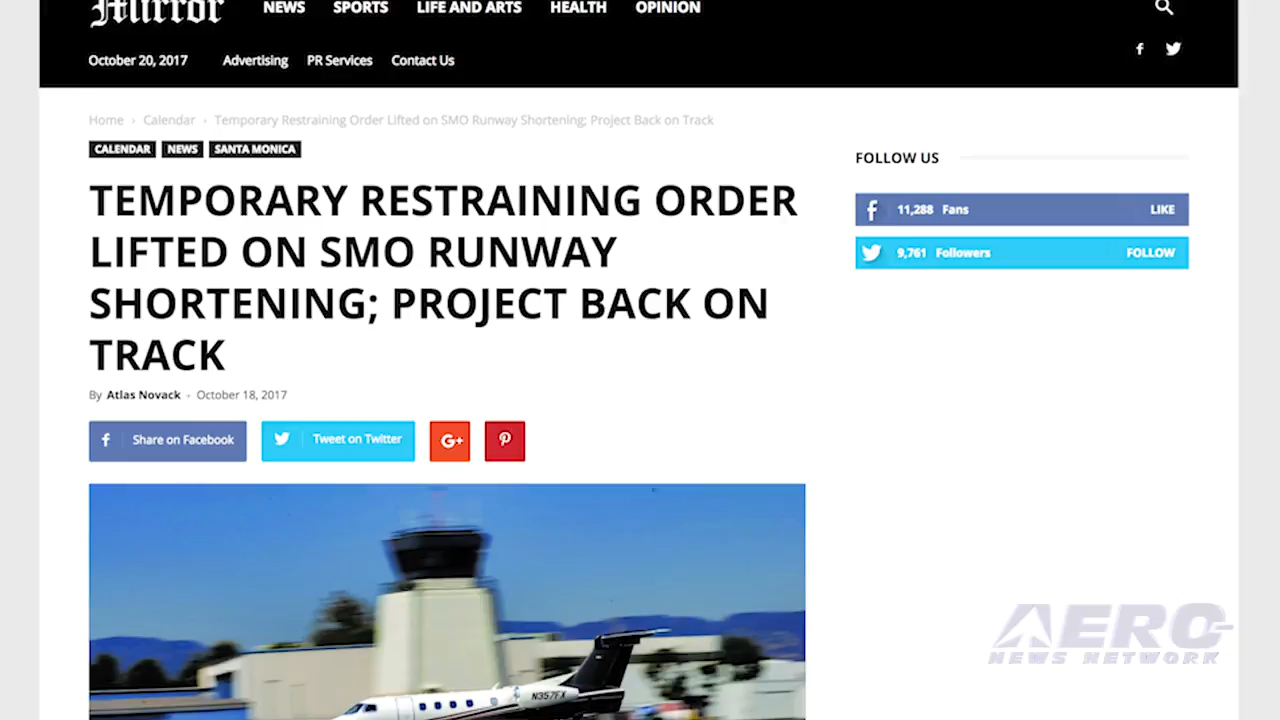 Mirror
NEWS SPORTS LIFE AND ARTS HEALTH OPINION
October 20, 2017 Advertising PR Services Contact Us
Home › Calendar › Temporary Restraining Order Lifted on SMO Runway Shortening; Project Back on Track
CALENDAR NEWS SANTA MONICA
TEMPORARY RESTRAINING ORDER
LIFTED ON SMO RUNWAY
SHORTENING; PROJECT BACK ON
TRACK
By Atlas Novack - October 18, 2017
Share on Facebook Tweet on Twitter G+
FOLLOW US
11,288 Fans LIKE
9,761 Followers FOLLOW
N357FX
AERO
NEWS NETWORK